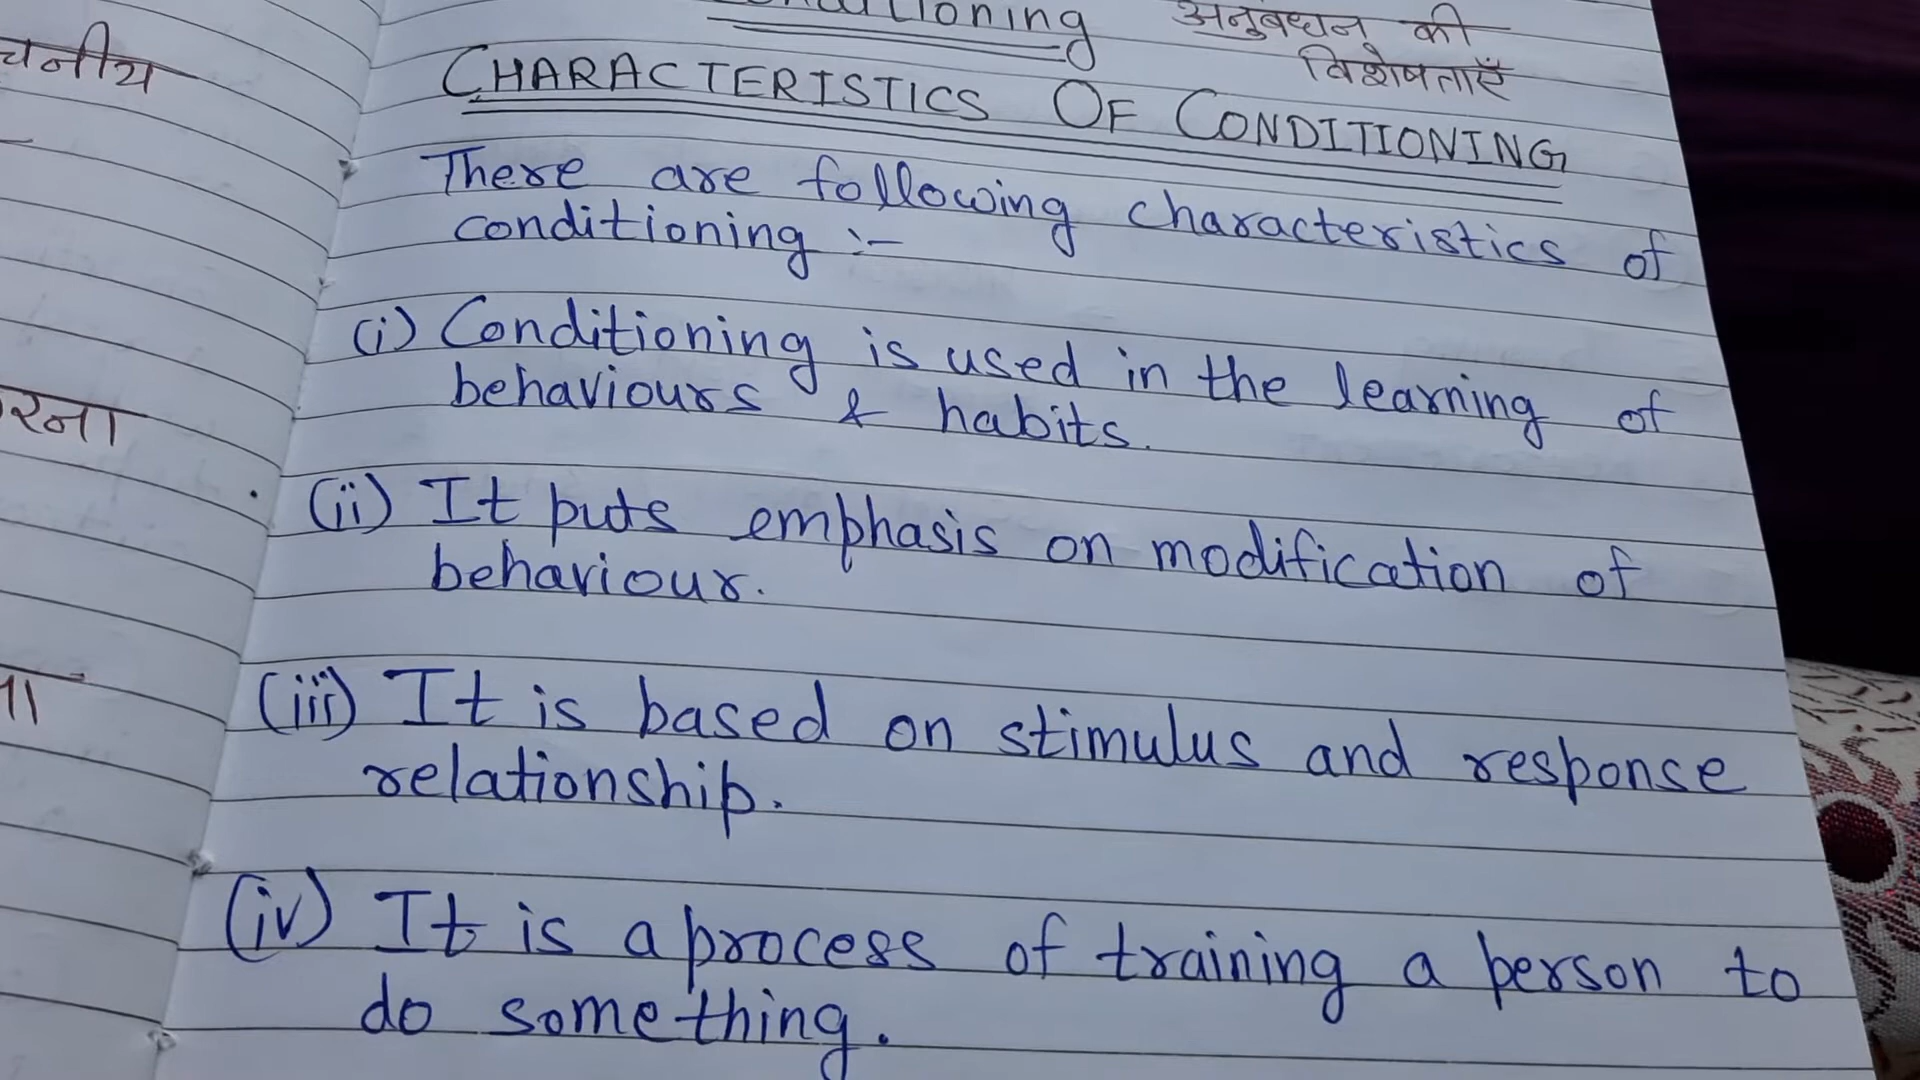 अनुबंधन की
विशेषताएँ
CHARACTERISTICS OF CONDITIONING
There are following characteristics of
conditioning :-
(i) Conditioning is used in the learning of
behaviours & habits.
(ii) It puts emphasis on modification of
behaviour.
(iii) It is based on stimulus and response
relationship.
(iv) It is a process of training a person to
do something.